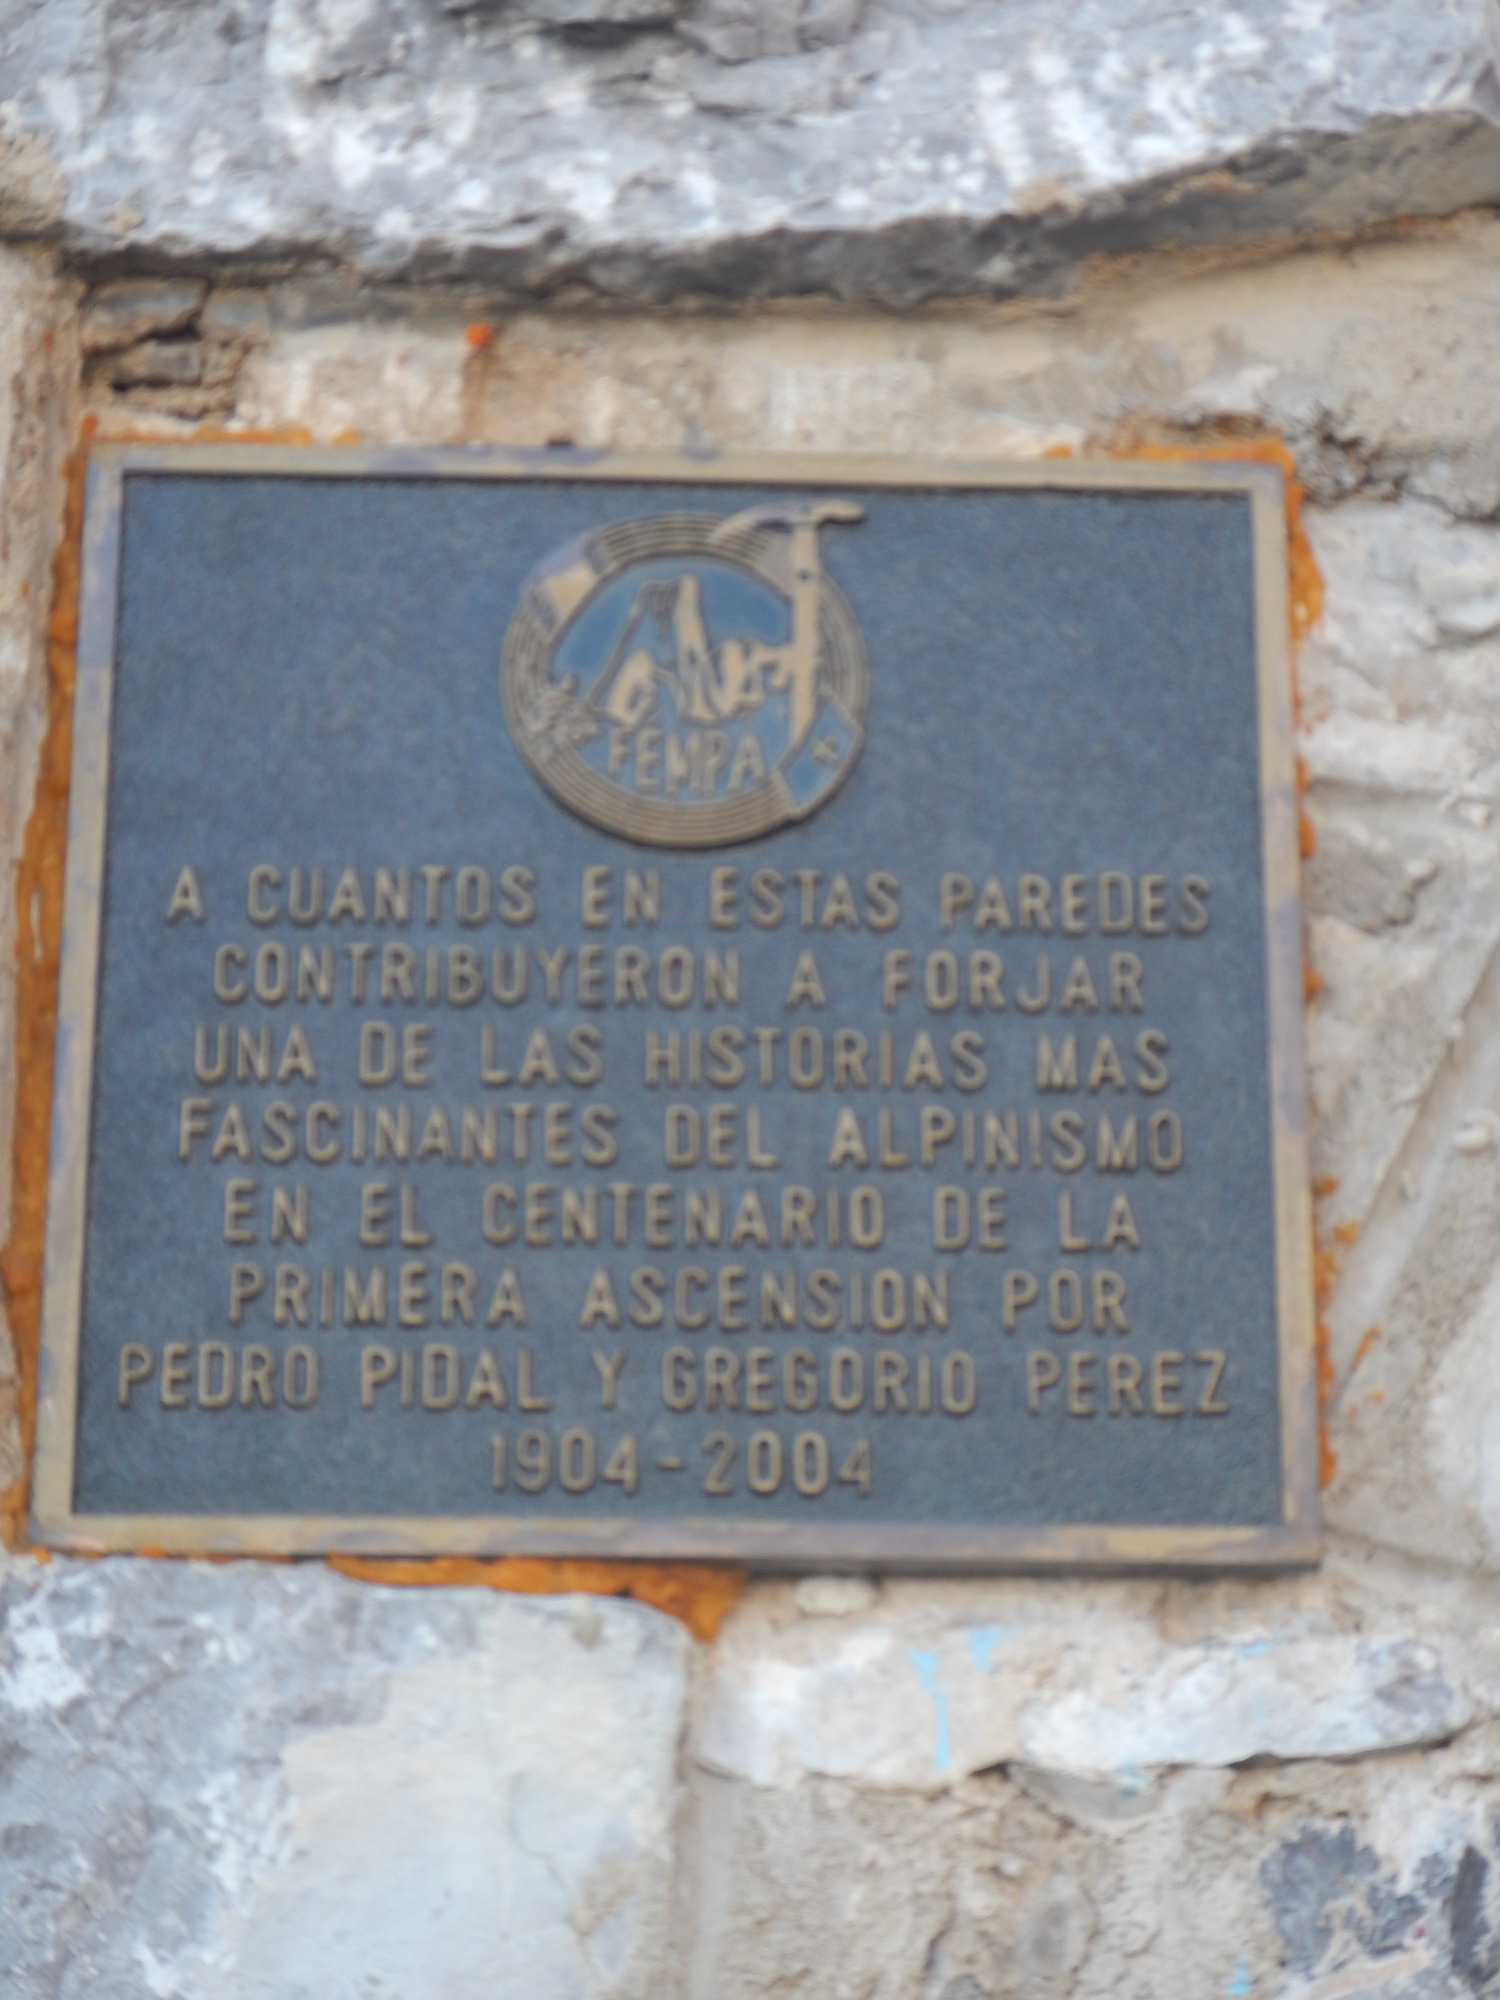 FEMPA
A CUANTOS EN ESTAS PAREDES
CONTRIBUYERON A FORJAR
UNA DE LAS HISTORIAS MAS
FASCINANTES DEL ALPINISMO
EN EL CENTENARIO DE LA
PRIMERA ASCENSION POR
PEDRO PIDAL Y GREGORIO PEREZ
1904-2004